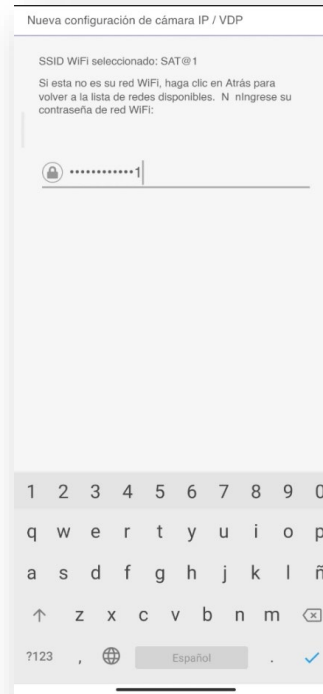 Nueva configuración de cámara IP / VDP
SSID WiFi seleccionado: SAT@1
Si esta no es su red WiFi, haga clic en Atrás para
volver a la lista de redes disponibles. N nIngrese su
contraseña de red WiFi:
••••••••••••1
1 2 3 4 5 6 7 8 9 0
q w e r t y u i o p
a s d f g h j k l ñ
z x c v b n m
?123 , Español .